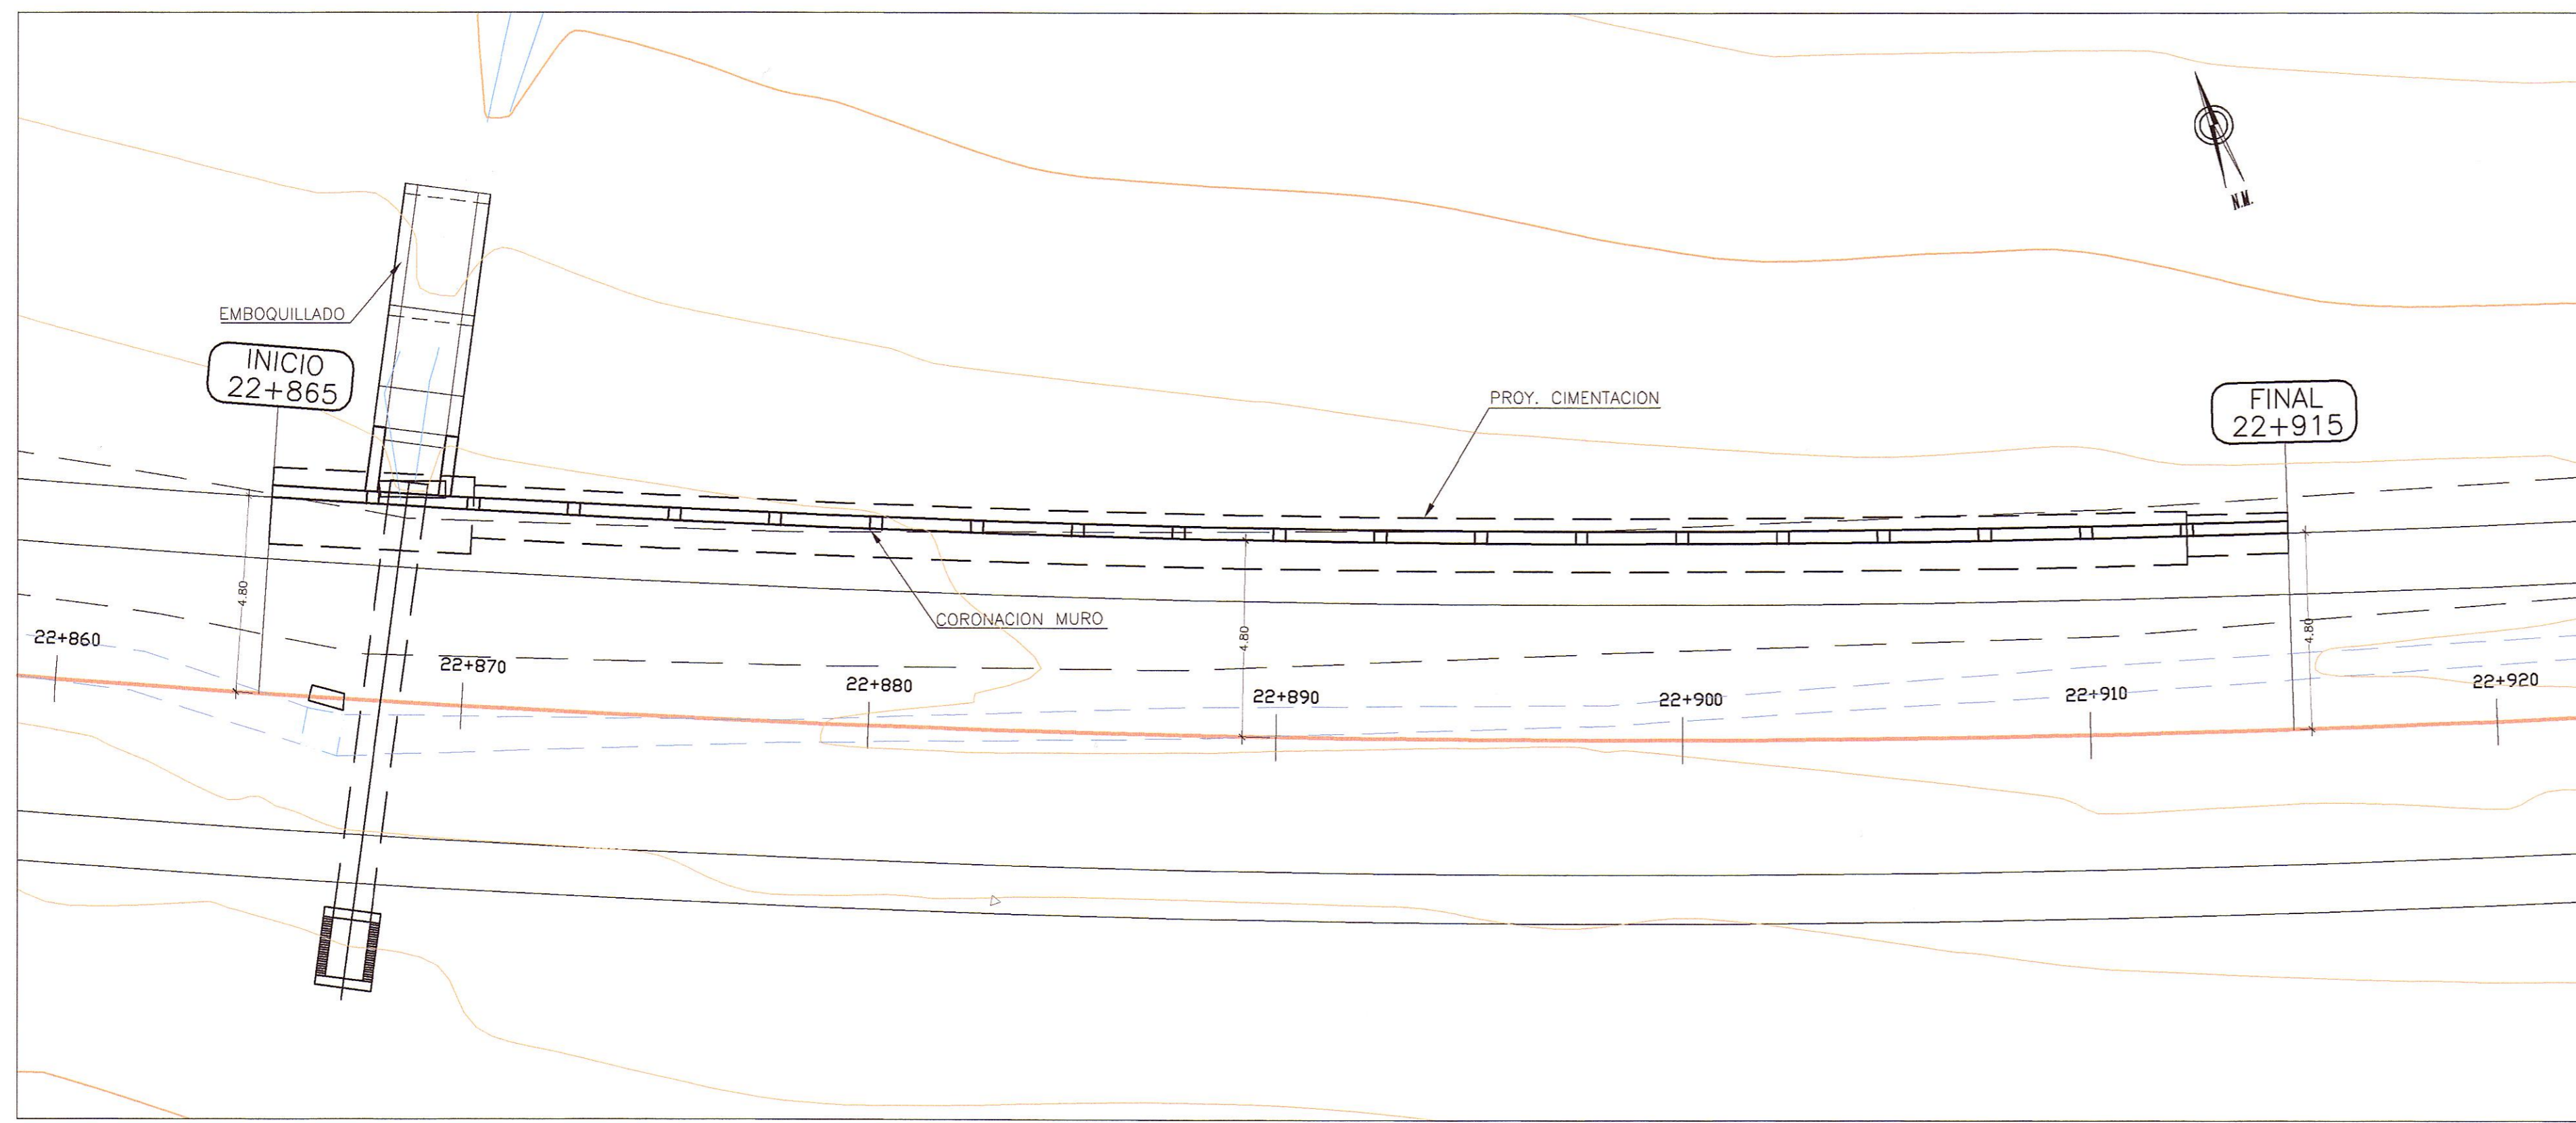 N.M.
EMBOQUILLADO
INICIO
22+865
PROY. CIMENTACION
FINAL
22+915
4.80
CORONACION MURO
4.80
4.80
22+860
22+870
22+880
22+890
22+900
22+910
22+920